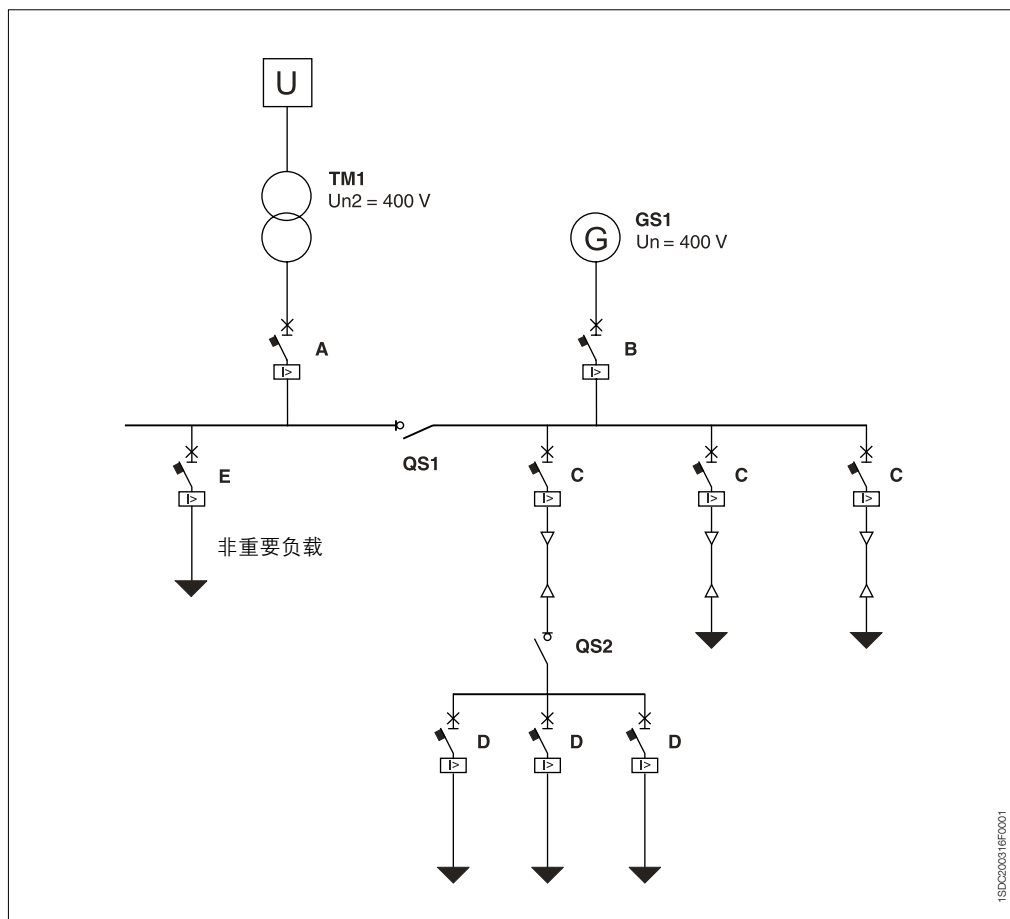 U
TM1
Un2 = 400 V
G
GS1
Un = 400 V
A
I>
B
I>
QS1
E
I>
C
I>
C
I>
C
I>
非重要负载
QS2
D
I>
D
I>
D
I>
1SDC200316F0001